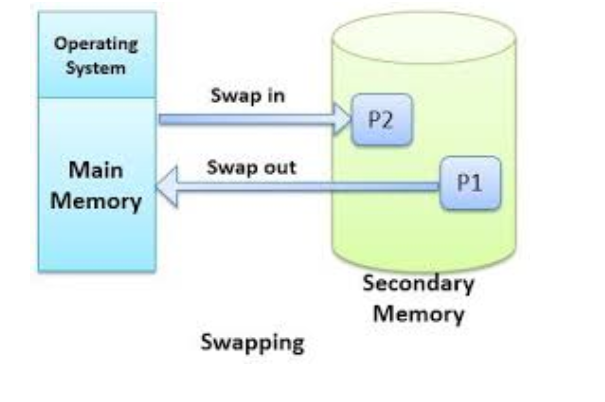 Operating
System
Swap in
P2
Main
Memory
Swap out
P1
Secondary
Memory
Swapping